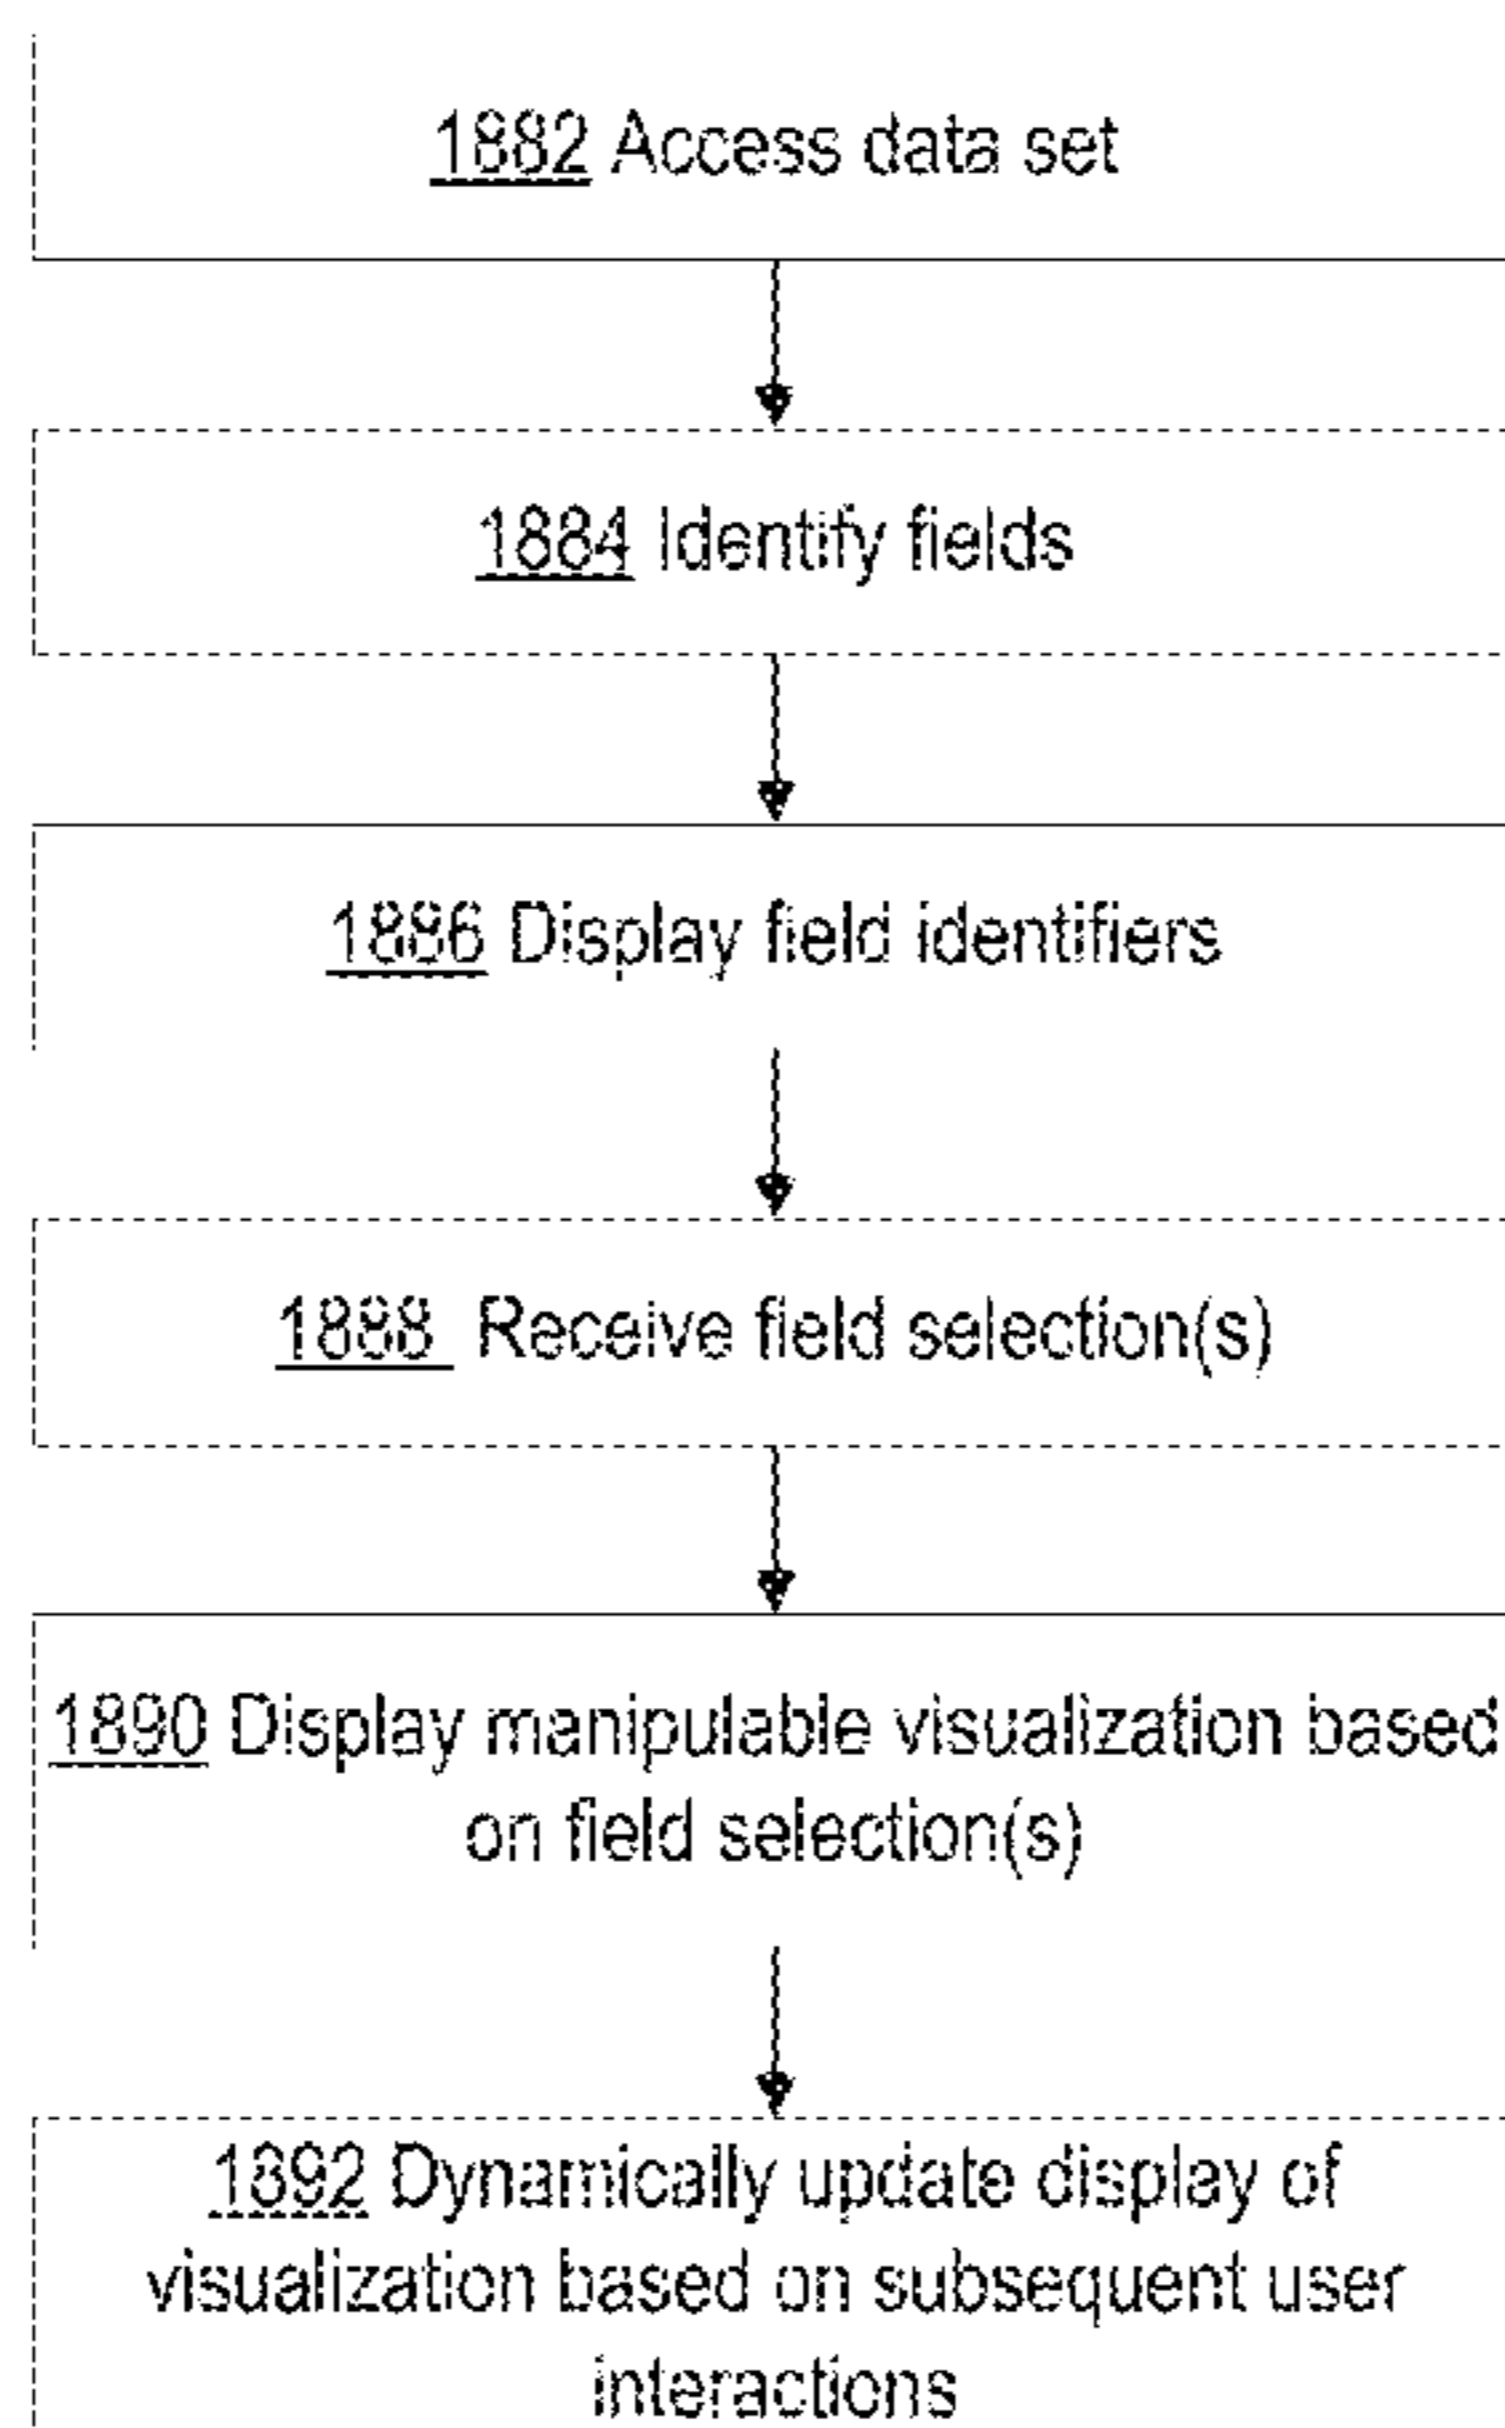 1882 Access data set
1884 Identify fields
1886 Display field identifiers
1888 Receive field selection(s)
1890 Display manipulable visualization based
on field selection(s)
1892 Dynamically update display of
visualization based on subsequent user
interactions